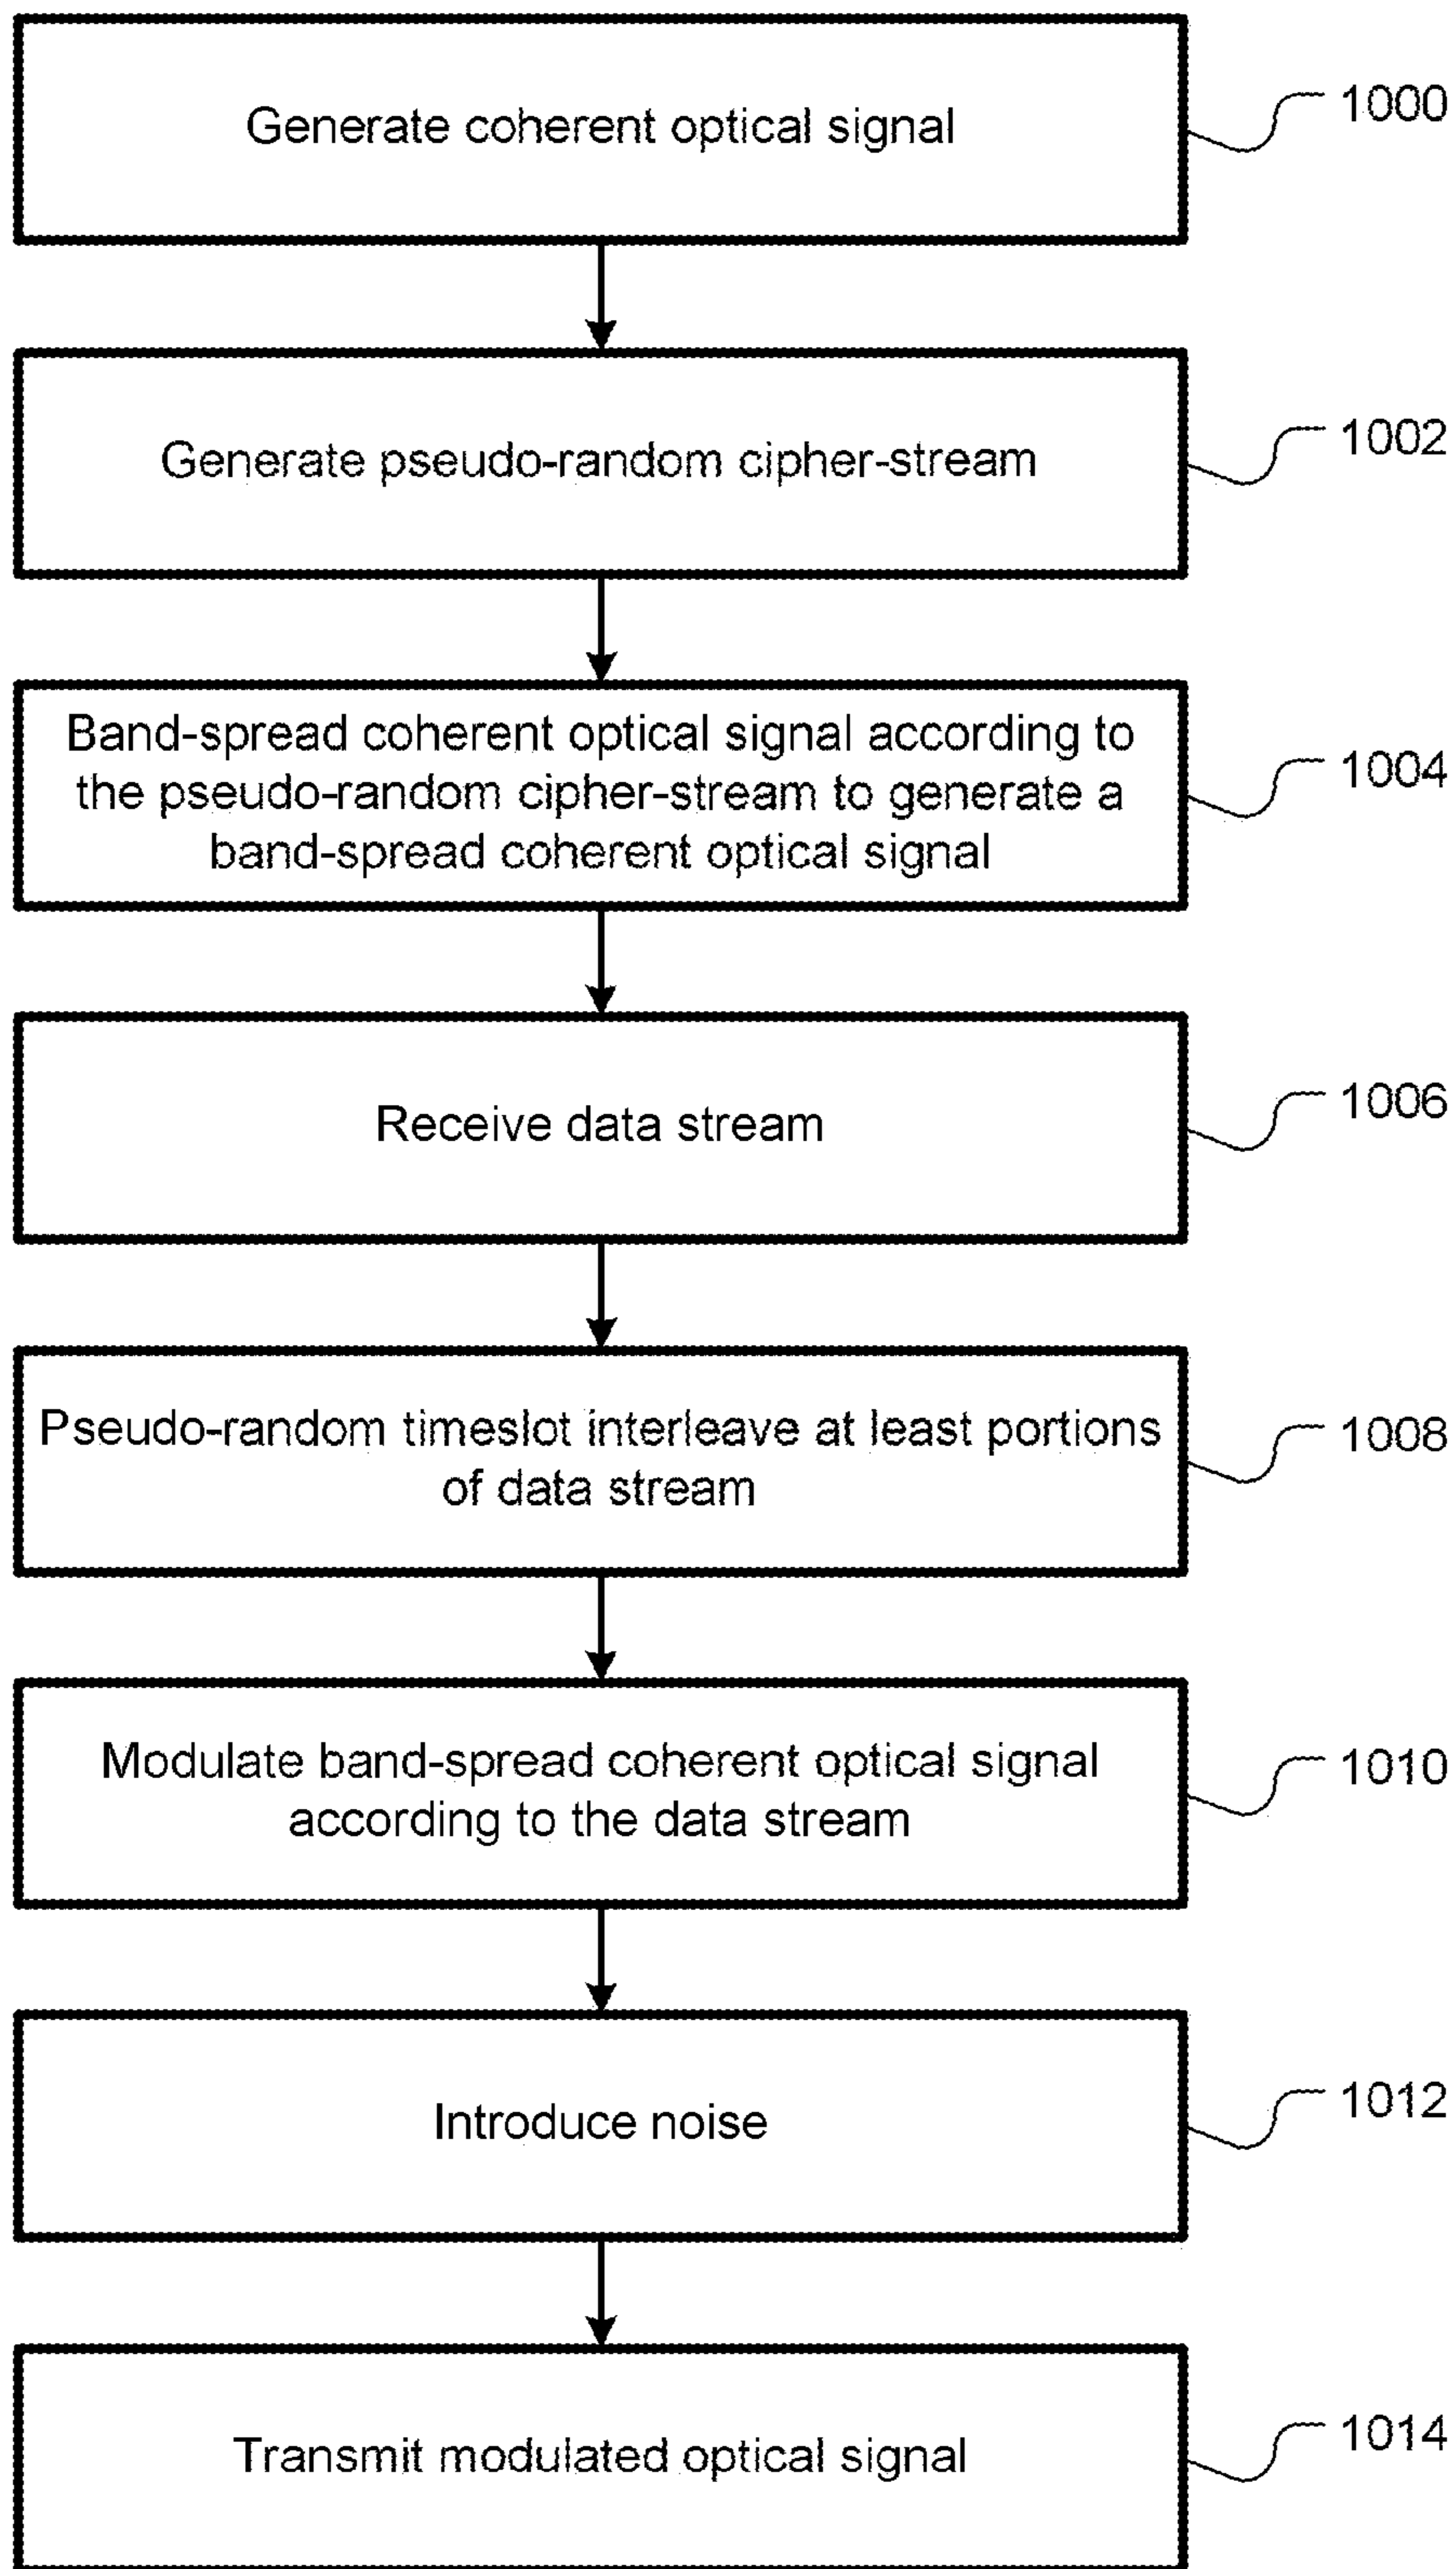 Generate coherent optical signal
1000
Generate pseudo-random cipher-stream
1002
Band-spread coherent optical signal according to
the pseudo-random cipher-stream to generate a
band-spread coherent optical signal
1004
Receive data stream
1006
Pseudo-random timeslot interleave at least portions
of data stream
1008
Modulate band-spread coherent optical signal
according to the data stream
1010
Introduce noise
1012
Transmit modulated optical signal
1014